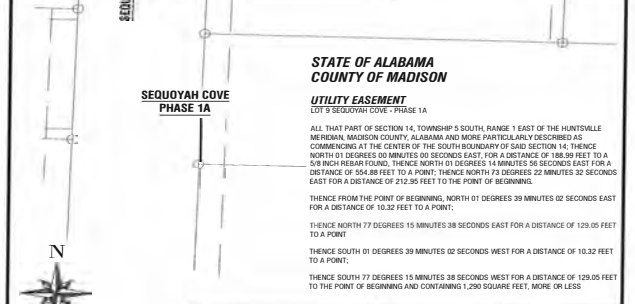 SEQUOYAH COVE
PHASE 1A
N
STATE OF ALABAMA
COUNTY OF MADISON
UTILITY EASEMENT
LOT 9 SEQUOYAH COVE - PHASE 1A
ALL THAT PART OF SECTION 14, TOWNSHIP 5 SOUTH, RANGE 1 EAST OF THE HUNTSVILLE
MERIDIAN, MADISON COUNTY, ALABAMA AND MORE PARTICULARLY DESCRIBED AS
COMMENCING AT THE CENTER OF THE SOUTH BOUNDARY OF SAID SECTION 14; THENCE
NORTH 01 DEGREES 00 MINUTES 00 SECONDS EAST, FOR A DISTANCE OF 188.99 FEET TO A
5/8 INCH REBAR FOUND, THENCE NORTH 01 DEGREES 14 MINUTES 56 SECONDS EAST FOR A
DISTANCE OF 554.88 FEET TO A POINT; THENCE NORTH 73 DEGREES 22 MINUTES 32 SECONDS
EAST FOR A DISTANCE OF 212.95 FEET TO THE POINT OF BEGINNING.
THENCE FROM THE POINT OF BEGINNING, NORTH 01 DEGREES 39 MINUTES 02 SECONDS EAST
FOR A DISTANCE OF 10.32 FEET TO A POINT;
THENCE NORTH 77 DEGREES 15 MINUTES 38 SECONDS EAST FOR A DISTANCE OF 129.05 FEET
TO A POINT
THENCE SOUTH 01 DEGREES 39 MINUTES 02 SECONDS WEST FOR A DISTANCE OF 10.32 FEET
TO A POINT;
THENCE SOUTH 77 DEGREES 15 MINUTES 38 SECONDS WEST FOR A DISTANCE OF 129.05 FEET
TO THE POINT OF BEGINNING AND CONTAINING 1,290 SQUARE FEET, MORE OR LESS